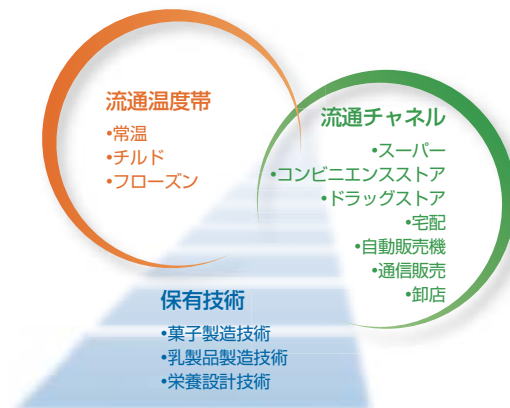 流通温度帯
•常温
•チルド
•フローズン
流通チャネル
•スーパー
•コンビニエンスストア
•ドラッグストア
•宅配
•自動販売機
•通信販売
•卸店
保有技術
•菓子製造技術
•乳製品製造技術
•栄養設計技術